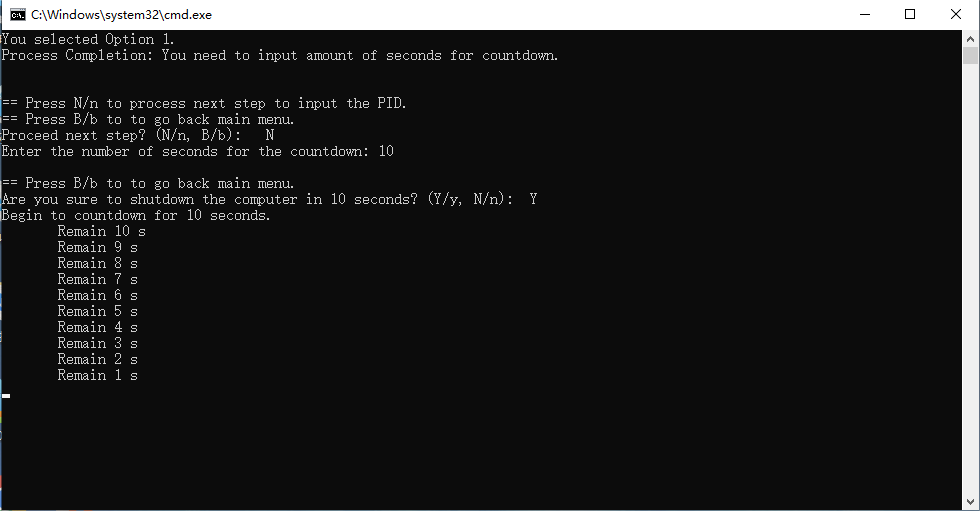 C:\Windows\system32\cmd.exe
You selected Option 1.
Process Completion: You need to input amount of seconds for countdown.
== Press N/n to process next step to input the PID.
== Press B/b to to go back main menu.
Proceed next step? (N/n, B/b):   N
Enter the number of seconds for the countdown: 10
== Press B/b to to go back main menu.
Are you sure to shutdown the computer in 10 seconds? (Y/y, N/n):  Y
Begin to countdown for 10 seconds.
Remain 10 s
Remain 9 s
Remain 8 s
Remain 7 s
Remain 6 s
Remain 5 s
Remain 4 s
Remain 3 s
Remain 2 s
Remain 1 s